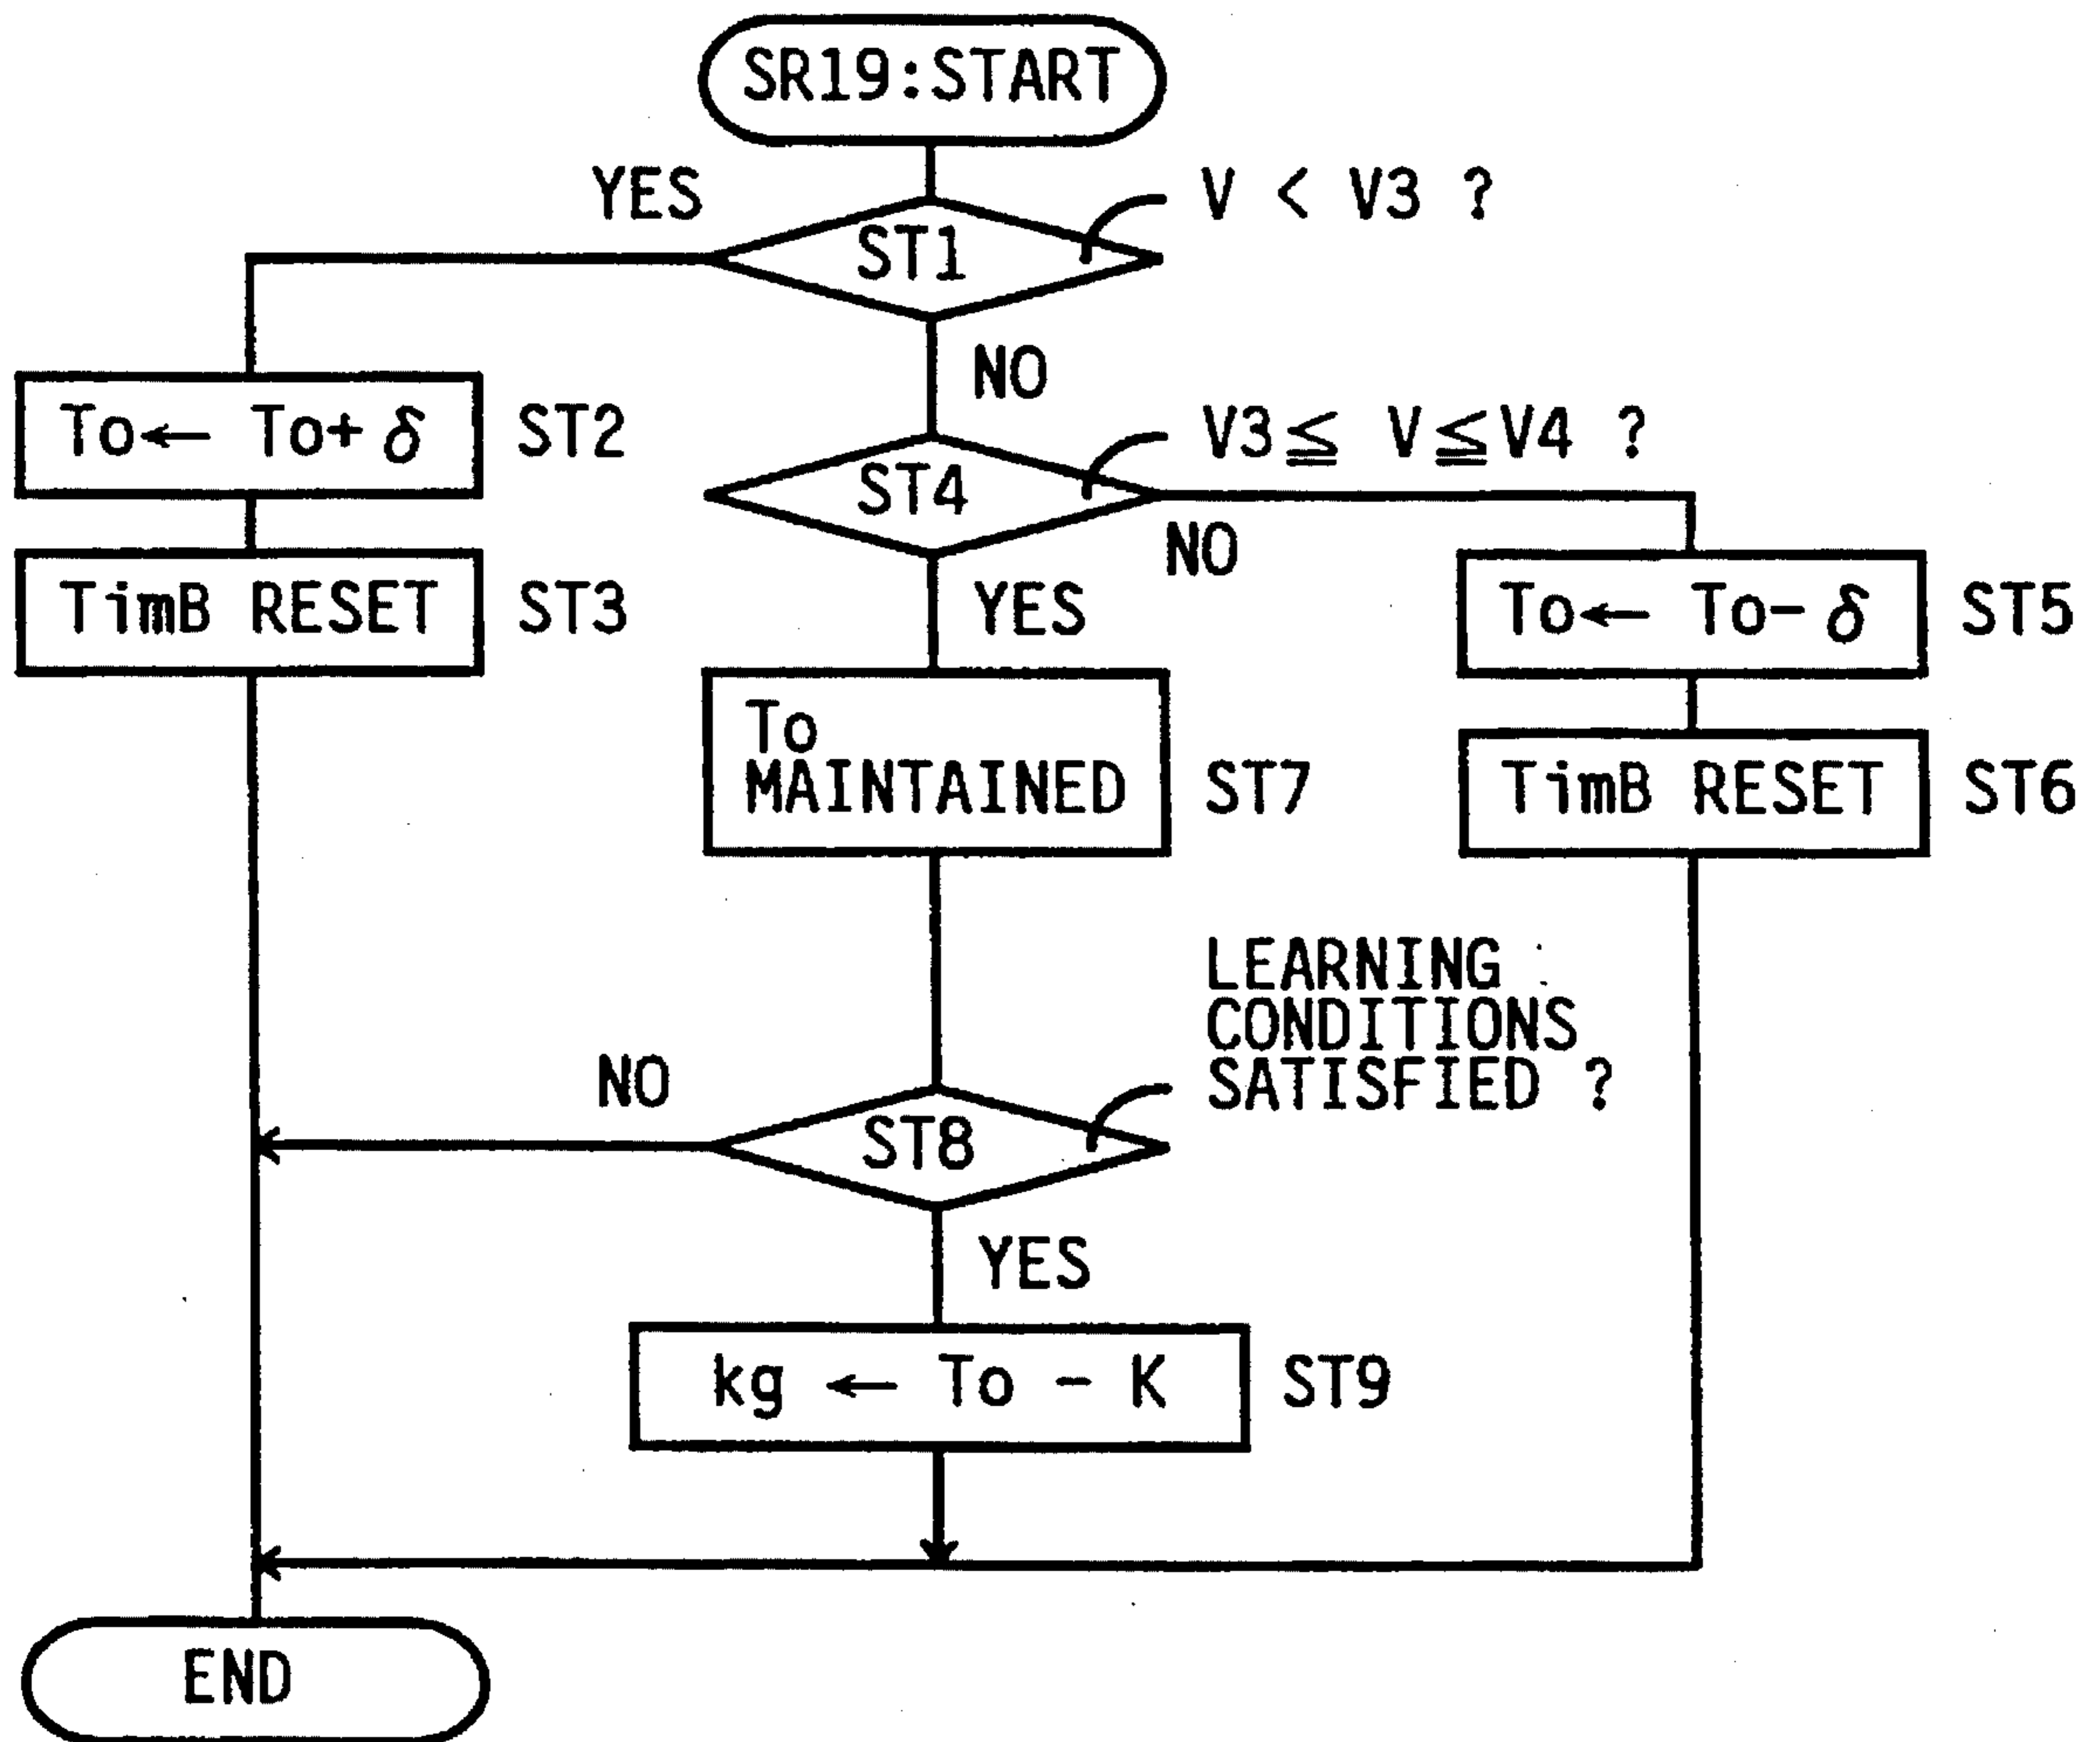 SR19:START
YES
V < V3 ?
ST1
NO
To← To+ δ
ST2
V3≦ V≦V4 ?
ST4
NO
TimB RESET
ST3
YES
To← To- δ
ST5
To
MAINTAINED
ST7
TimB RESET
ST6
LEARNING
CONDITIONS
SATISFIED ?
NO
ST8
YES
kg ← To - K
ST9
END